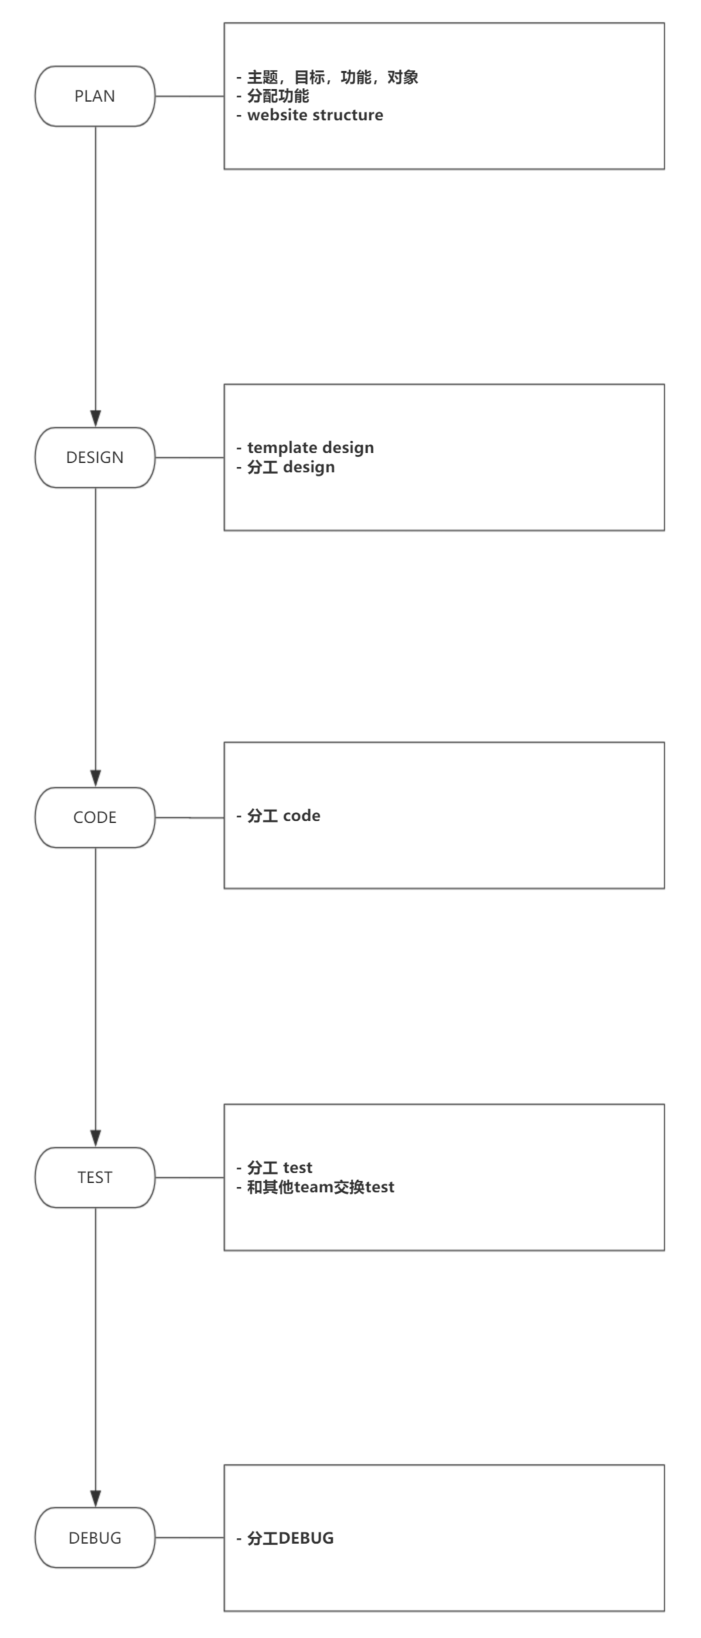 PLAN
- 主题，目标，功能，对象
- 分配功能
- website structure
DESIGN
- template design
- 分工 design
CODE
- 分工 code
TEST
- 分工 test
- 和其他team交换test
DEBUG
- 分工DEBUG